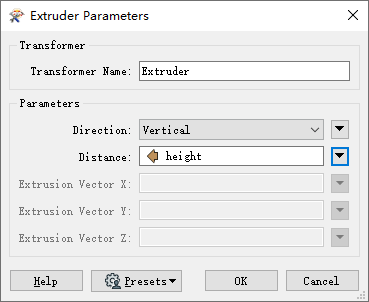 Extruder Parameters
Transformer
Transformer Name: Extruder
Parameters
Direction: Vertical
Distance: height
Extrusion Vector X:
Extrusion Vector Y:
Extrusion Vector Z:
Help Presets OK Cancel